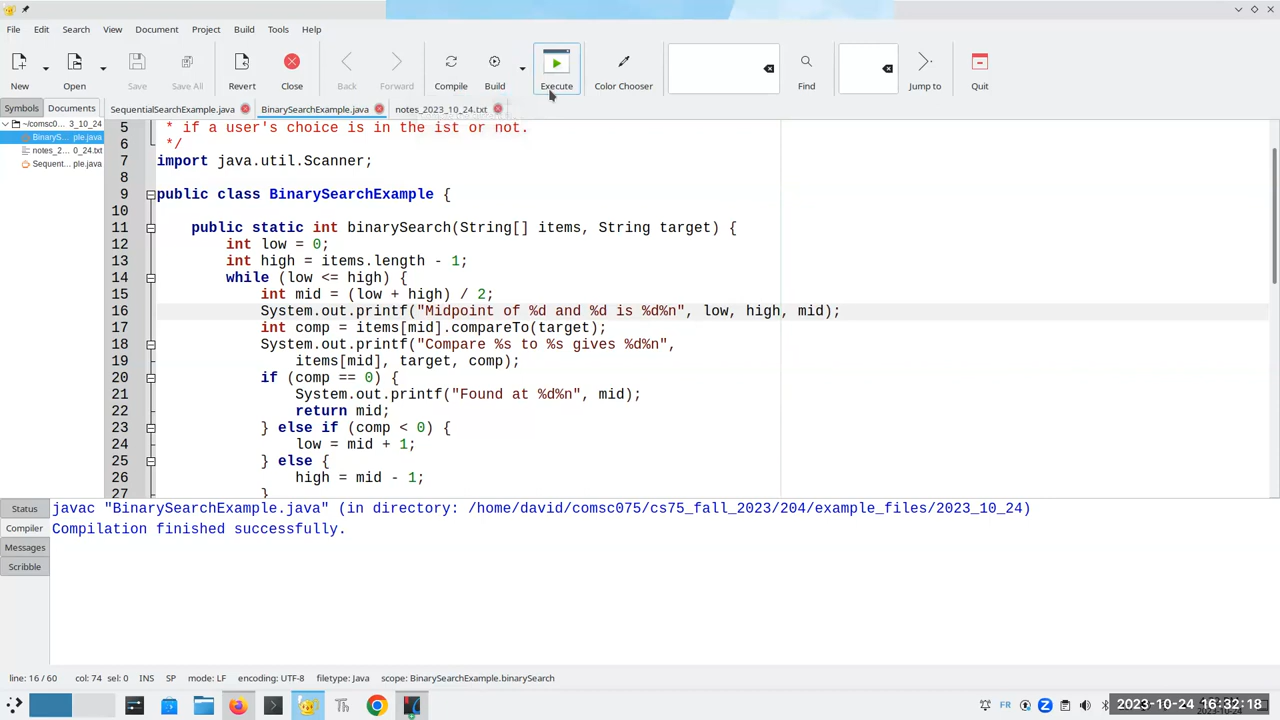 File Edit Search View Document Project Build Tools Help
New Open Save Save All Revert Close Back Forward Compile Build Execute Color Chooser Find Jump to Quit
Symbols Documents SequentialSearchExample.java BinarySearchExample.java notes_2023_10_24.txt
~/comsc0... 3_10_24
BinaryS... ple.java
notes_2... 0_24.txt
Sequent... ple.java
5 * if a user's choice is in the ist or not.
6 */
7 import java.util.Scanner;
8
9 public class BinarySearchExample {
10
11 public static int binarySearch(String[] items, String target) {
12 int low = 0;
13 int high = items.length - 1;
14 while (low <= high) {
15 int mid = (low + high) / 2;
16 System.out.printf("Midpoint of %d and %d is %d%n", low, high, mid);
17 int comp = items[mid].compareTo(target);
18 System.out.printf("Compare %s to %s gives %d%n",
19 items[mid], target, comp);
20 if (comp == 0) {
21 System.out.printf("Found at %d%n", mid);
22 return mid;
23 } else if (comp < 0) {
24 low = mid + 1;
25 } else {
26 high = mid - 1;
27 }
Status
Compiler
Messages
Scribble
javac "BinarySearchExample.java" (in directory: /home/david/comsc075/cs75_fall_2023/204/example_files/2023_10_24)
Compilation finished successfully.
line: 16 / 60 col: 74 sel: 0 INS SP mode: LF encoding: UTF-8 filetype: Java scope: BinarySearchExample.binarySearch
FR 2023-10-24 16:32:18